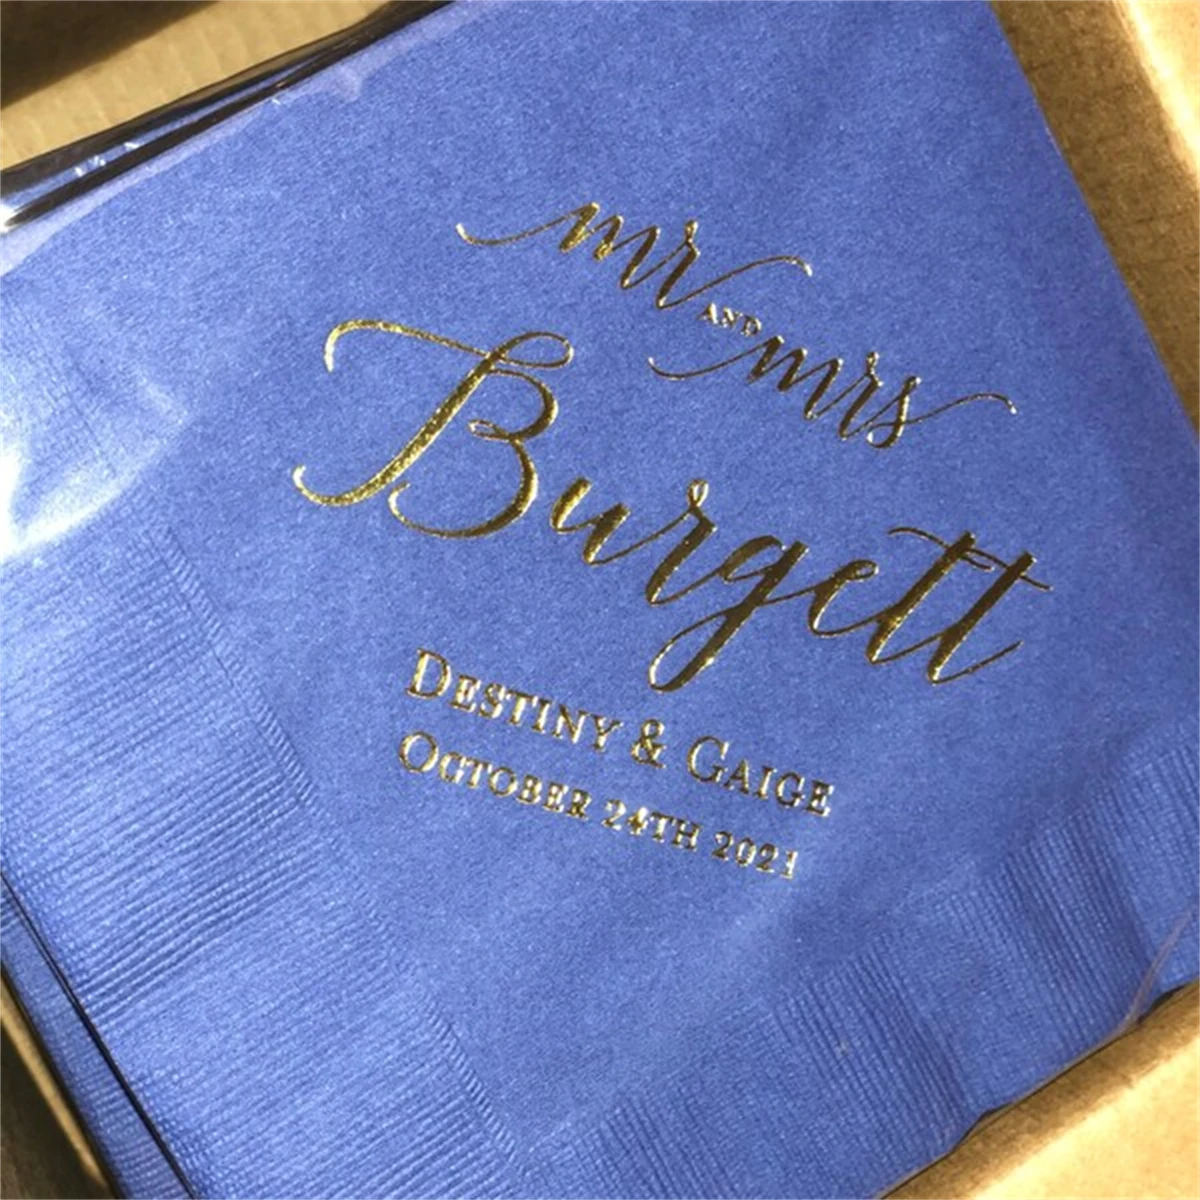 mr AND mrs
Burgett
DESTINY & GAIGE
OCTOBER 24TH 2021